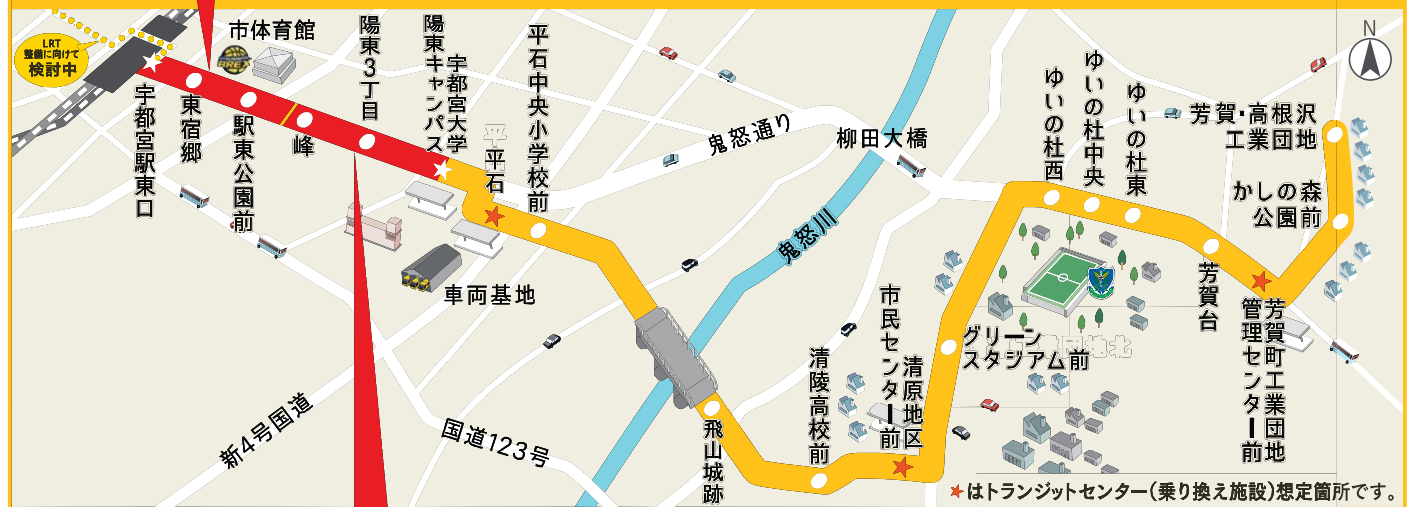 LRT
整備に向けて
検討中
市体育館
BREX
宇都宮駅東口
東宿郷
駅東公園前
峰
陽東3丁目
宇都宮大学
陽東キャンパス
平石
平石
平石中央小学校前
車両基地
鬼怒通り
柳田大橋
鬼怒川
新4号国道
国道123号
飛山城跡
清陵高校前
清原地区
市民センター前
グリーン
スタジアム前
ゆいの杜西
ゆいの杜中央
ゆいの杜東
芳賀台
芳賀町工業団地
管理センター前
かしの森
公園前
芳賀・高根沢
工業団地
N
★はトランジットセンター(乗り換え施設)想定箇所です。